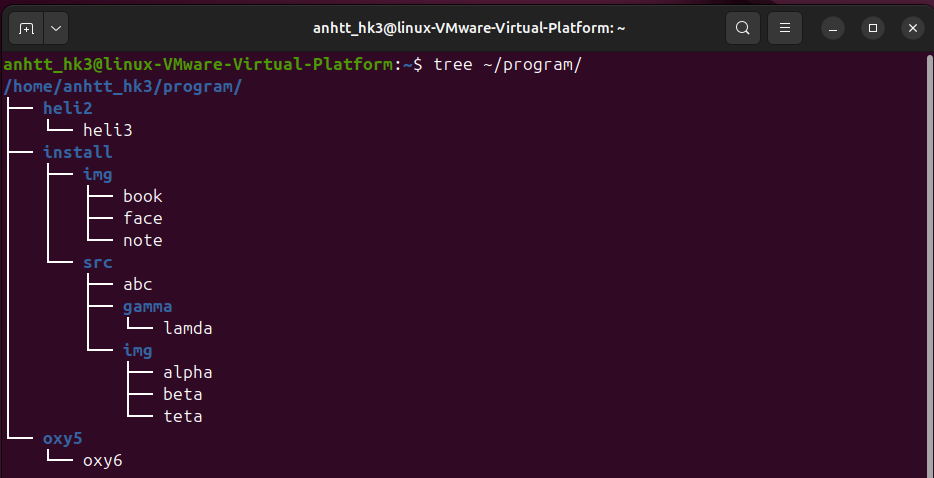 anhtt_hk3@linux-VMware-Virtual-Platform: ~
anhtt_hk3@linux-VMware-Virtual-Platform:~$ tree ~/program/
/home/anhtt_hk3/program/
├── heli2
│   └── heli3
├── install
│   ├── img
│   │   ├── book
│   │   ├── face
│   │   └── note
│   └── src
│       ├── abc
│       ├── gamma
│       │   └── lamda
│       └── img
│           ├── alpha
│           ├── beta
│           └── teta
└── oxy5
    └── oxy6